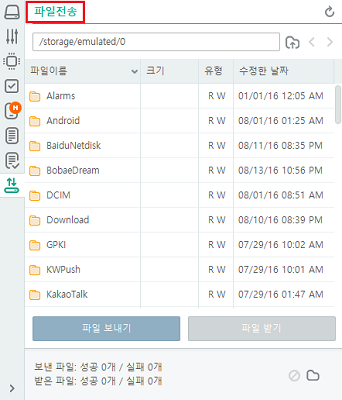 파일전송
/storage/emulated/0
파일이름 크기 유형 수정한 날짜
Alarms R W 01/01/16 12:05 AM
Android R W 08/01/16 01:25 AM
BaiduNetdisk R W 08/11/16 08:35 PM
BobaeDream R W 08/13/16 10:56 PM
DCIM R W 08/01/16 08:51 AM
Download R W 08/10/16 08:39 PM
GPKI R W 07/29/16 10:02 AM
KWPush R W 07/29/16 10:01 AM
KakaoTalk R W 07/29/16 01:47 AM
파일 보내기 파일 받기
보낸 파일: 성공 0개 / 실패 0개
받은 파일: 성공 0개 / 실패 0개